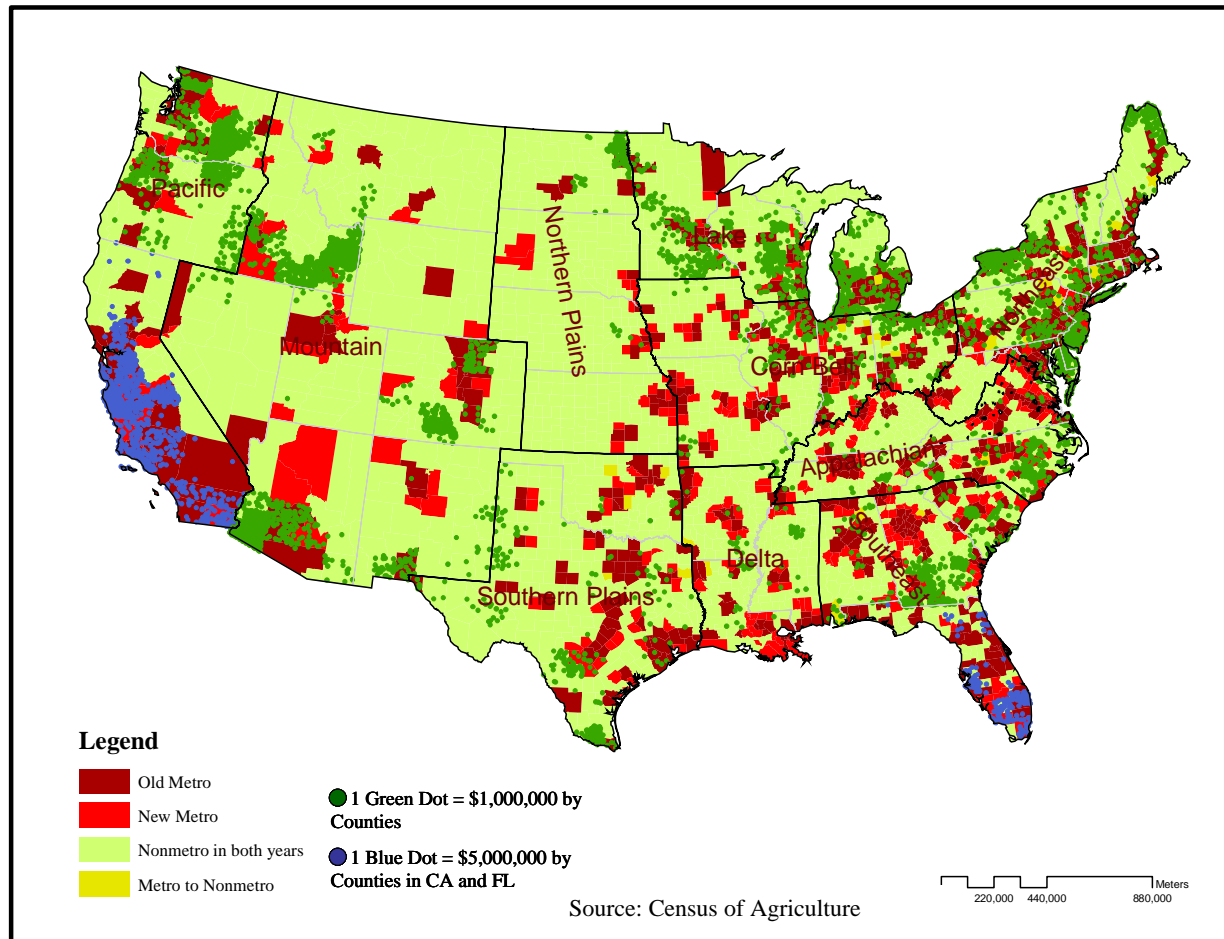 Pacific
Northern Plains
Lake
Northeast
Mountain
Corn Belt
Appalachian
Southeast
Delta
Southern Plains
Legend
Old Metro
New Metro
Nonmetro in both years
Metro to Nonmetro
1 Green Dot = $1,000,000 by
Counties
1 Blue Dot = $5,000,000 by
Counties in CA and FL
Source: Census of Agriculture
Meters
220,000 440,000 880,000